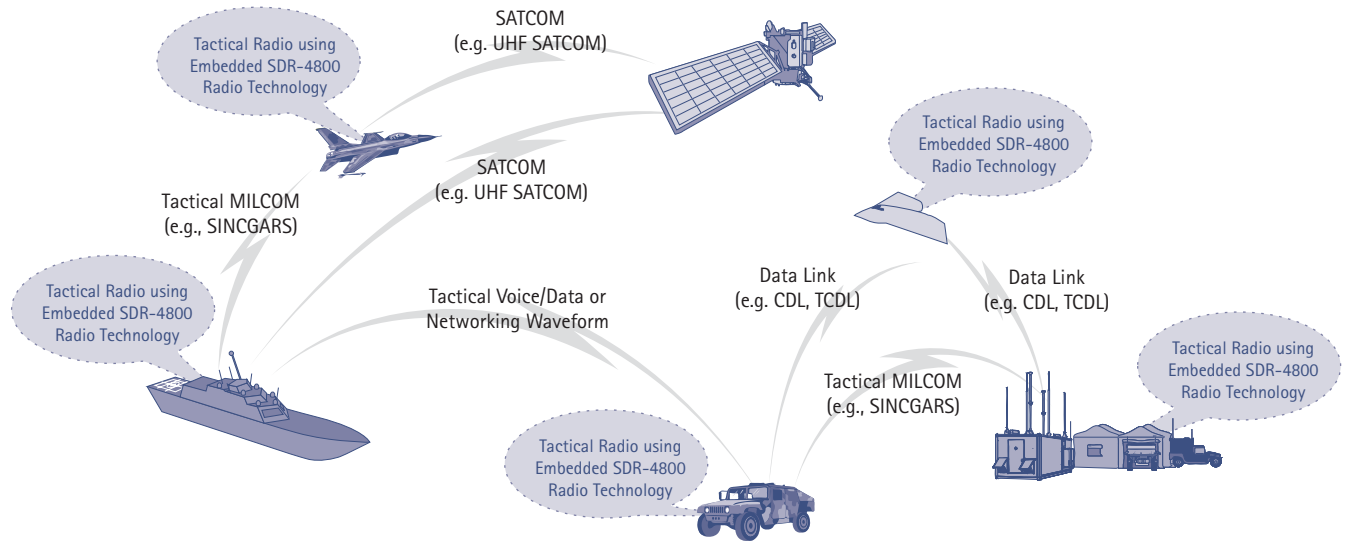 SATCOM
(e.g. UHF SATCOM)
Tactical Radio using
Embedded SDR-4800
Radio Technology
Tactical Radio using
Embedded SDR-4800
Radio Technology
SATCOM
(e.g. UHF SATCOM)
Tactical MILCOM
(e.g., SINCGARS)
Data Link
(e.g. CDL, TCDL)
Data Link
(e.g. CDL, TCDL)
Tactical Radio using
Embedded SDR-4800
Radio Technology
Tactical Voice/Data or
Networking Waveform
Tactical Radio using
Embedded SDR-4800
Radio Technology
Tactical MILCOM
(e.g., SINCGARS)
Tactical Radio using
Embedded SDR-4800
Radio Technology